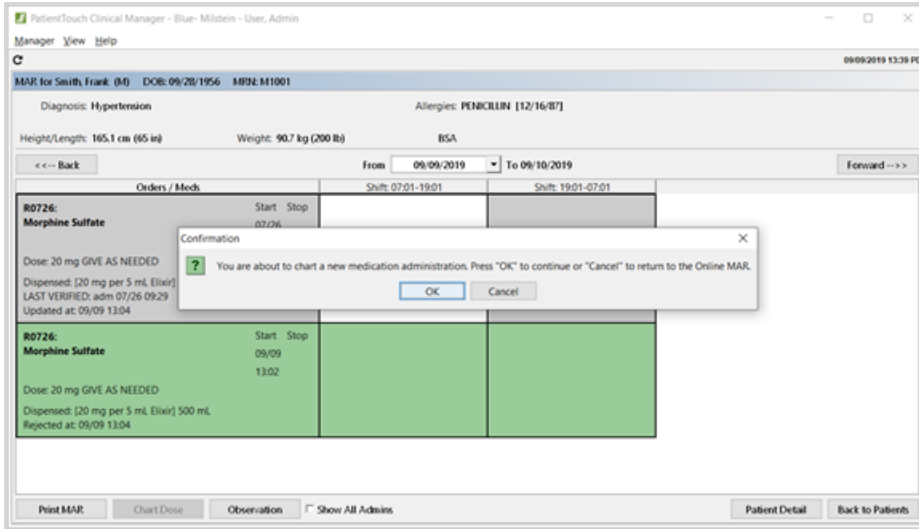 PatientTouch Clinical Manager - Blue- Milstein - User, Admin
Manager View Help
09/09/2019 13:39
MAR for Smith, Frank (M) DOB: 09/28/1956 MRN: M1001
Diagnosis: Hypertension Allergies: PENICILLIN [12/16/87]
Height/Length: 165.1 cm (65 in) Weight: 90.7 kg (200 lb) BSA
<<-- Back From 09/09/2019 To 09/10/2019 Forward -->>
Orders / Meds Shift: 07:01-19:01 Shift: 19:01-07:01
R0726: Start Stop
Morphine Sulfate 07/26
Confirmation
? You are about to chart a new medication administration. Press "OK" to continue or "Cancel" to return to the Online MAR.
OK Cancel
Dose: 20 mg GIVE AS NEEDED
Dispensed: [20 mg per 5 mL Elixir]
LAST VERIFIED: adm 07/26 09:29
Updated at: 09/09 13:04
R0726: Start Stop
Morphine Sulfate 09/09
13:02
Dose: 20 mg GIVE AS NEEDED
Dispensed: [20 mg per 5 mL Elixir] 500 mL
Rejected at: 09/09 13:04
Print MAR Chart Dose Observation Show All Admins Patient Detail Back to Patients